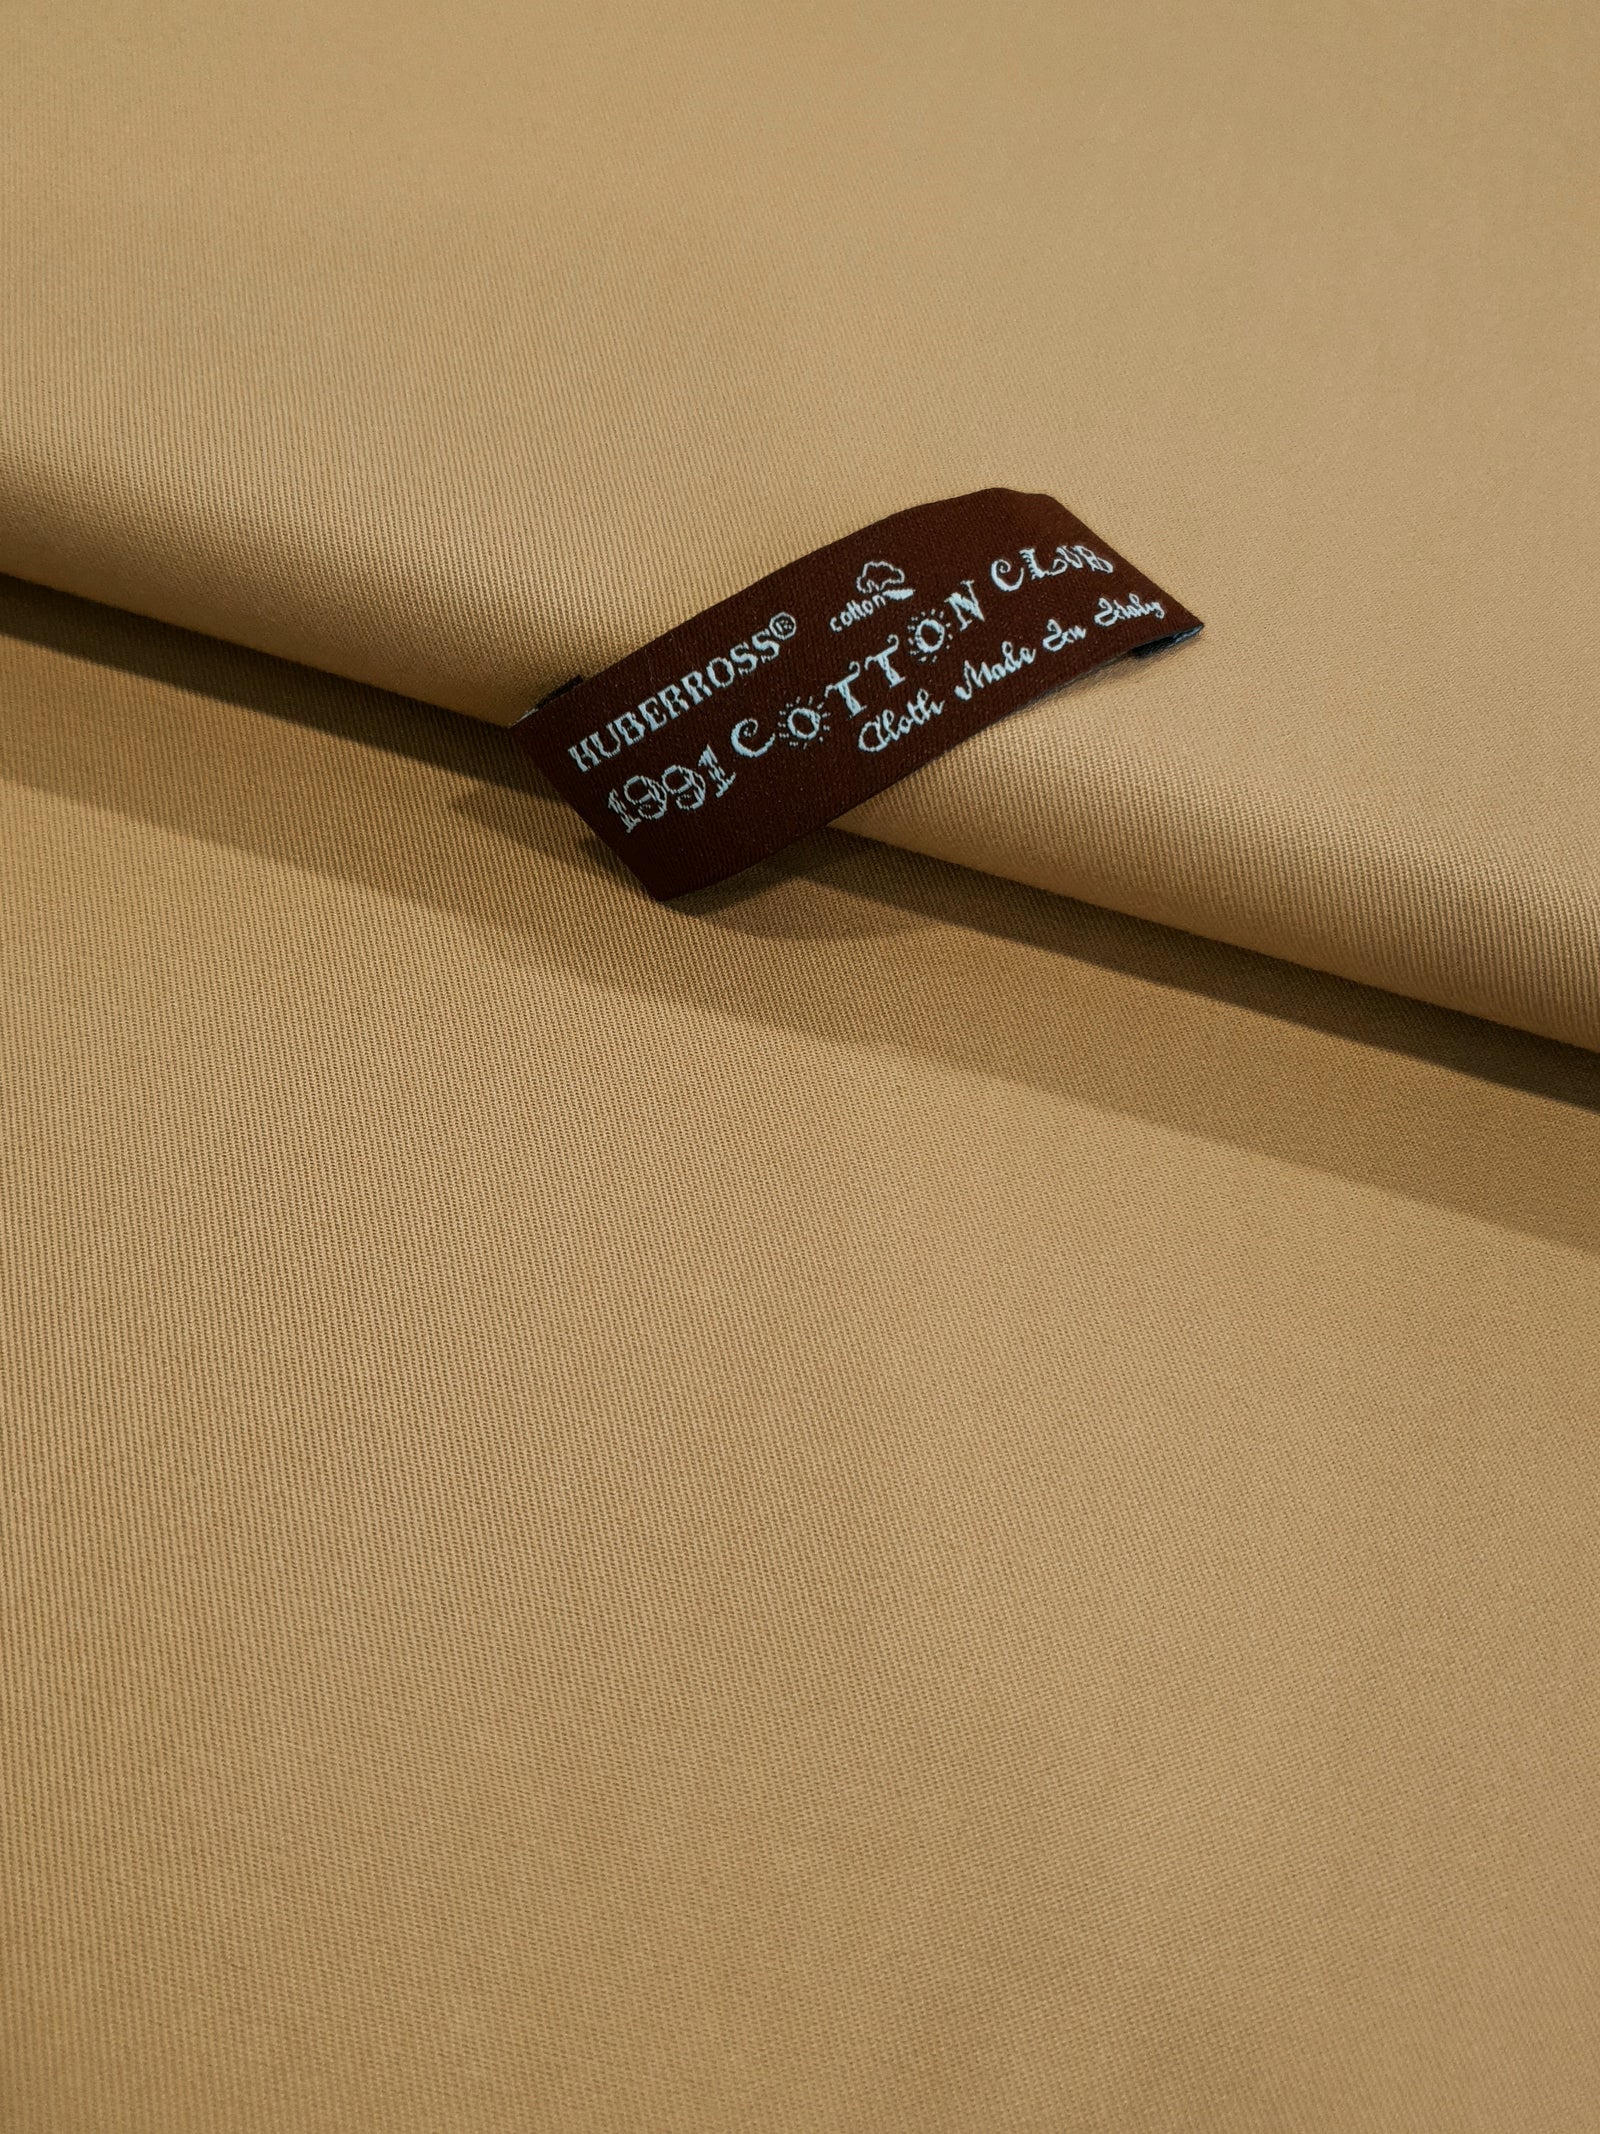 HUBERROSS®
cotton
1991 COTTON CLUB
Cloth Made In Italy